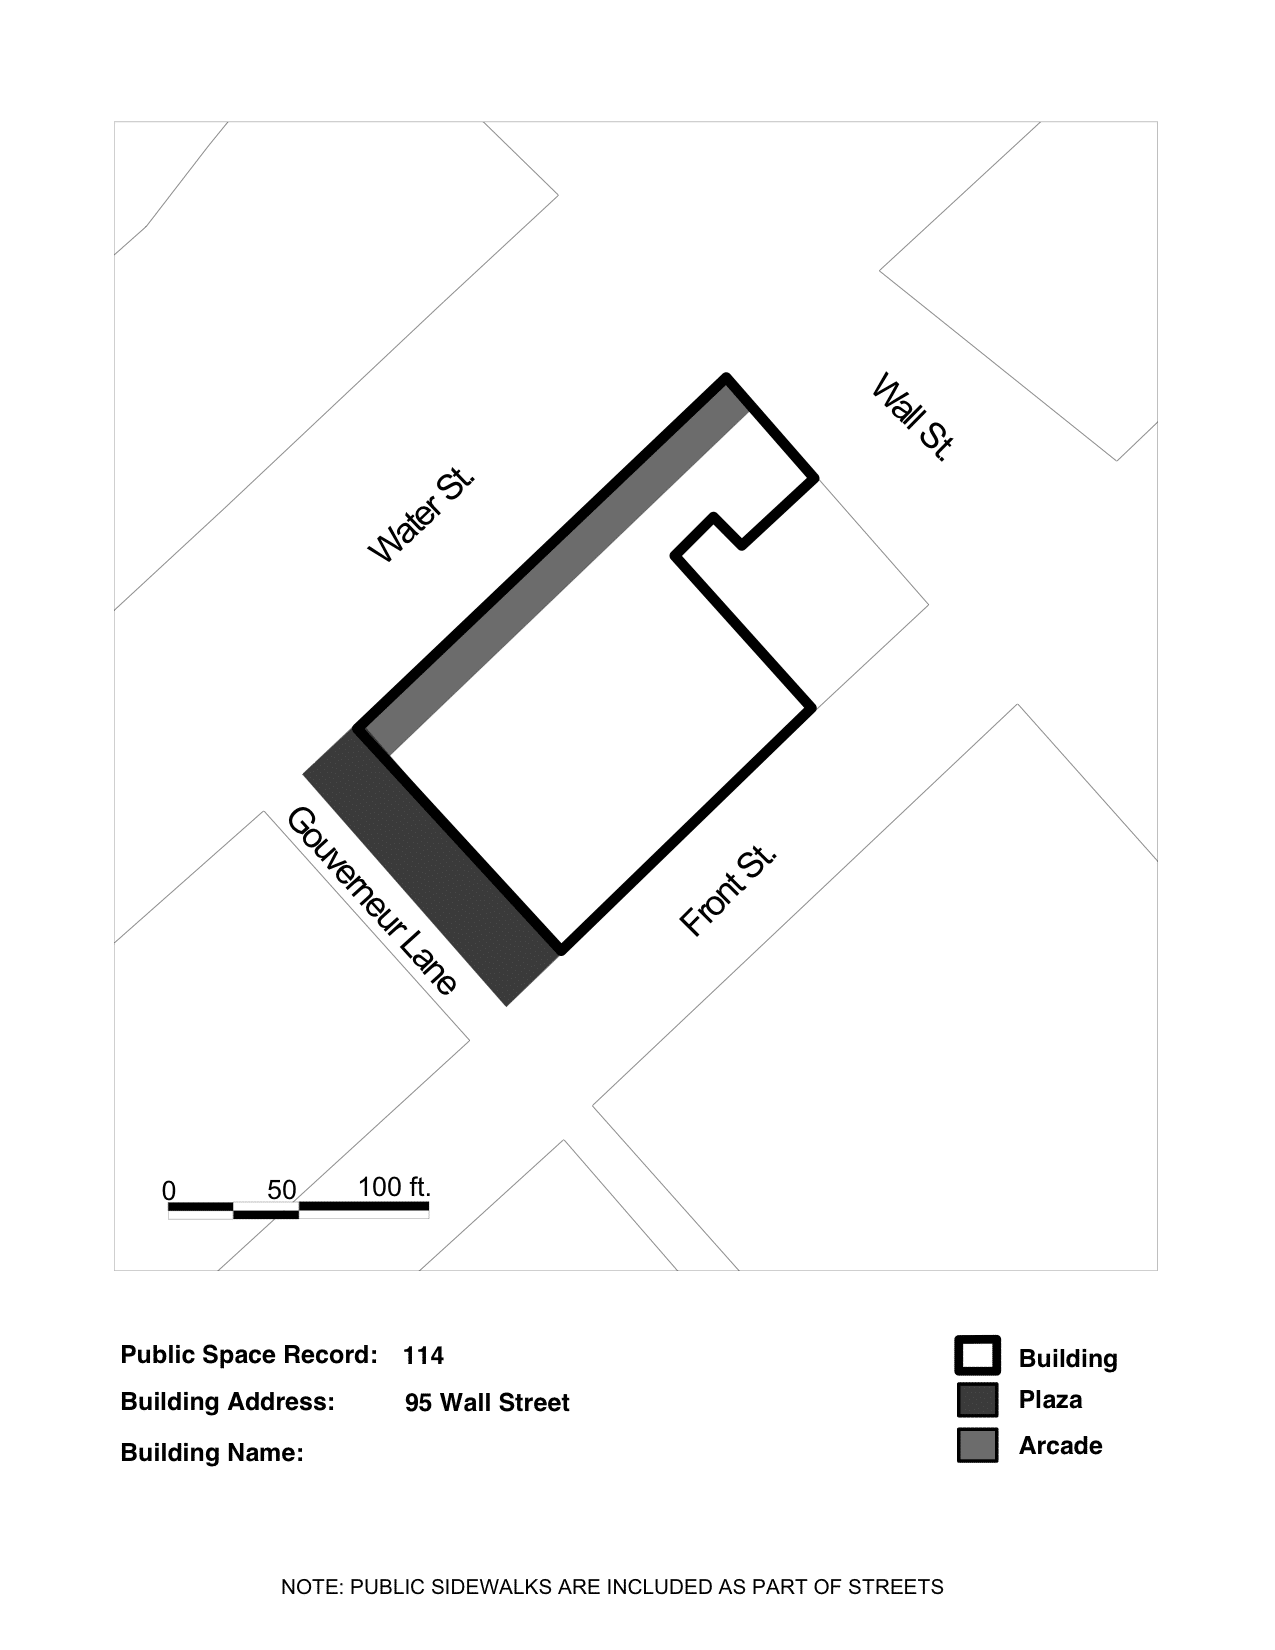 Wall St.
Water St.
Gouverneur Lane
Front St.
0 50 100 ft.
Public Space Record: 114
Building Address: 95 Wall Street
Building Name:
Building
Plaza
Arcade
NOTE: PUBLIC SIDEWALKS ARE INCLUDED AS PART OF STREETS